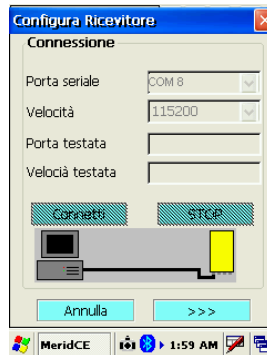 Configura Ricevitore
Connessione
Porta seriale COM 8
Velocità 115200
Porta testata
Velocià testata
Connetti STOP
Annulla >>>
MeridCE 1:59 AM